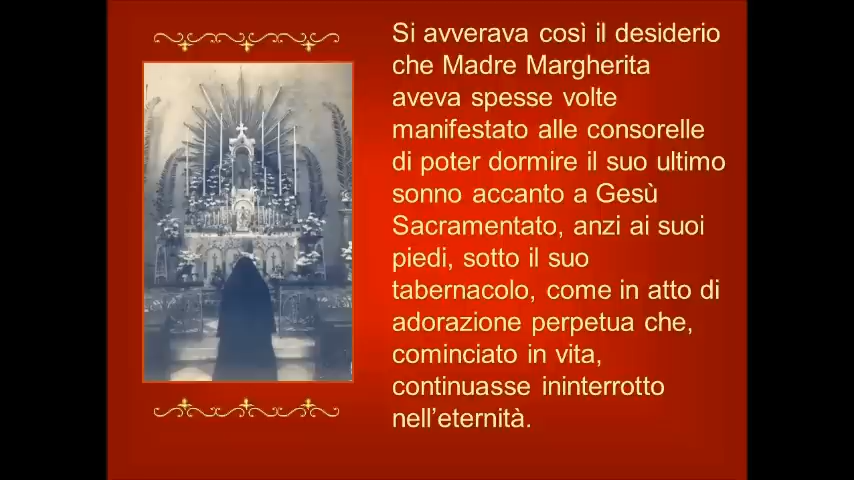 Si avverava così il desiderio
che Madre Margherita
aveva spesse volte
manifestato alle consorelle
di poter dormire il suo ultimo
sonno accanto a Gesù
Sacramentato, anzi ai suoi
piedi, sotto il suo
tabernacolo, come in atto di
adorazione perpetua che,
cominciato in vita,
continuasse ininterrotto
nell’eternità.